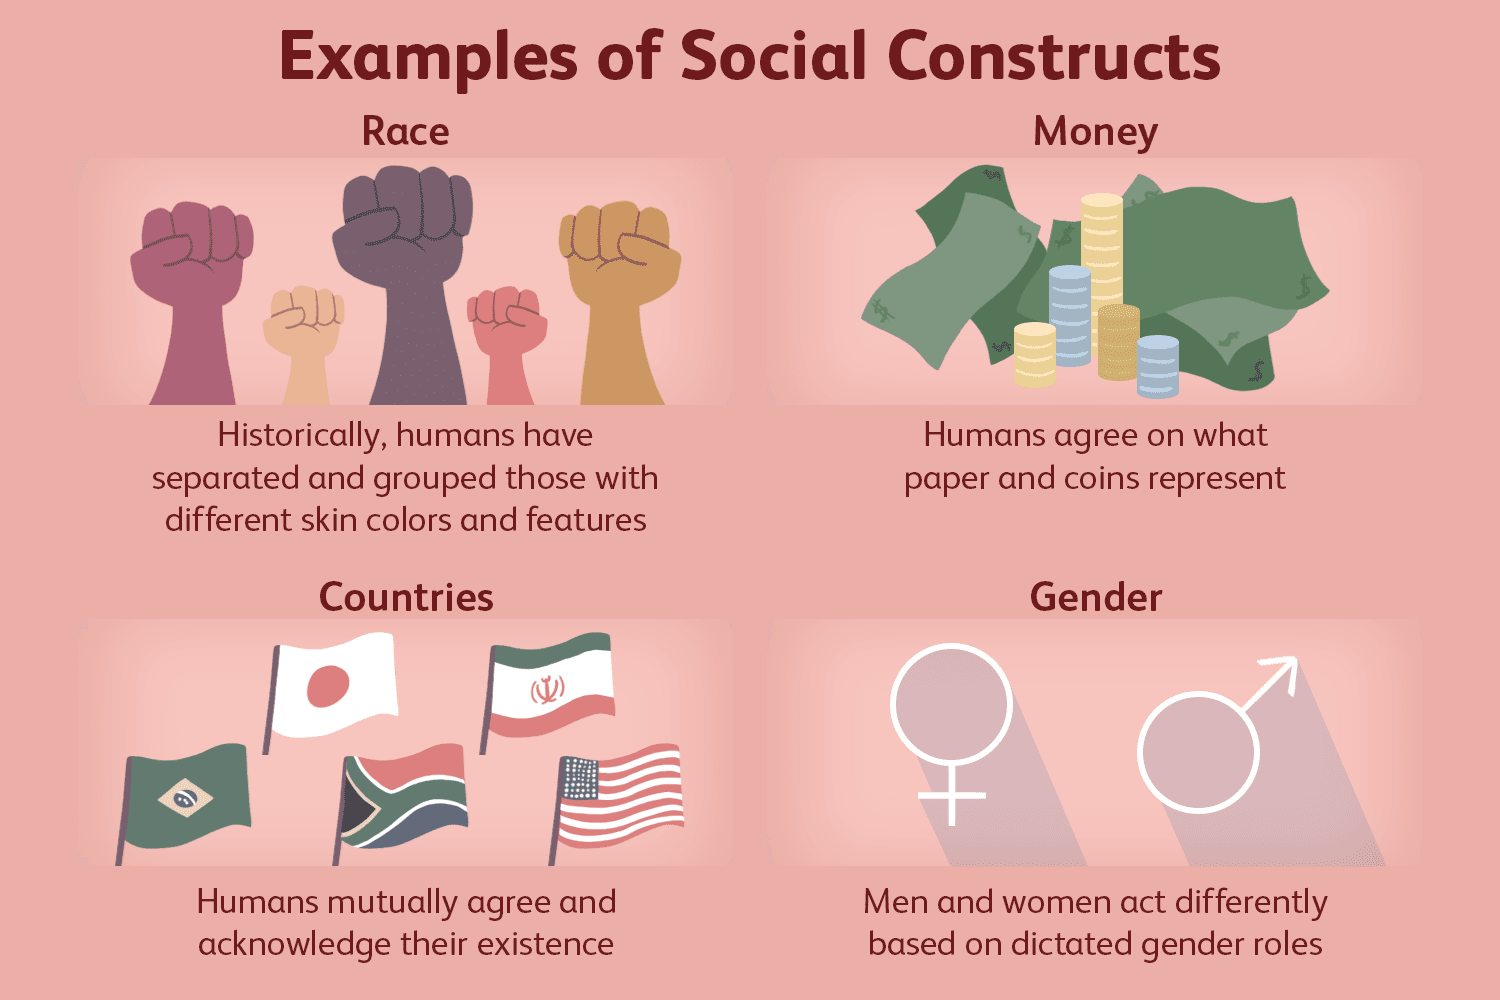 Examples of Social Constructs
Race
Historically, humans have
separated and grouped those with
different skin colors and features
Money
Humans agree on what
paper and coins represent
Countries
Humans mutually agree and
acknowledge their existence
Gender
Men and women act differently
based on dictated gender roles